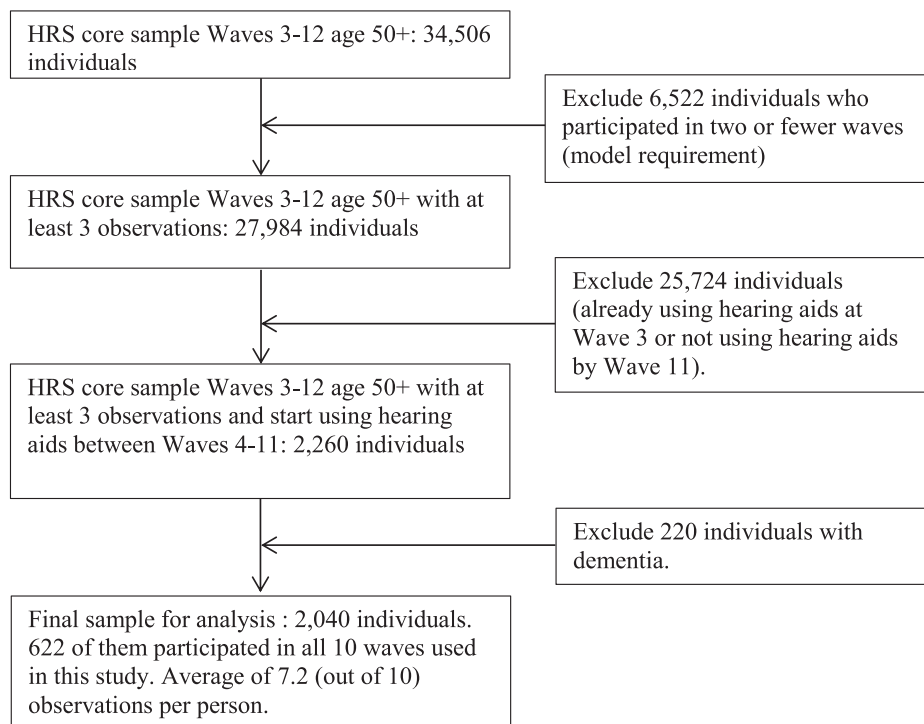 HRS core sample Waves 3-12 age 50+: 34,506
individuals
Exclude 6,522 individuals who
participated in two or fewer waves
(model requirement)
HRS core sample Waves 3-12 age 50+ with at
least 3 observations: 27,984 individuals
Exclude 25,724 individuals
(already using hearing aids at
Wave 3 or not using hearing aids
by Wave 11).
HRS core sample Waves 3-12 age 50+ with at
least 3 observations and start using hearing
aids between Waves 4-11: 2,260 individuals
Exclude 220 individuals with
dementia.
Final sample for analysis : 2,040 individuals.
622 of them participated in all 10 waves used
in this study. Average of 7.2 (out of 10)
observations per person.